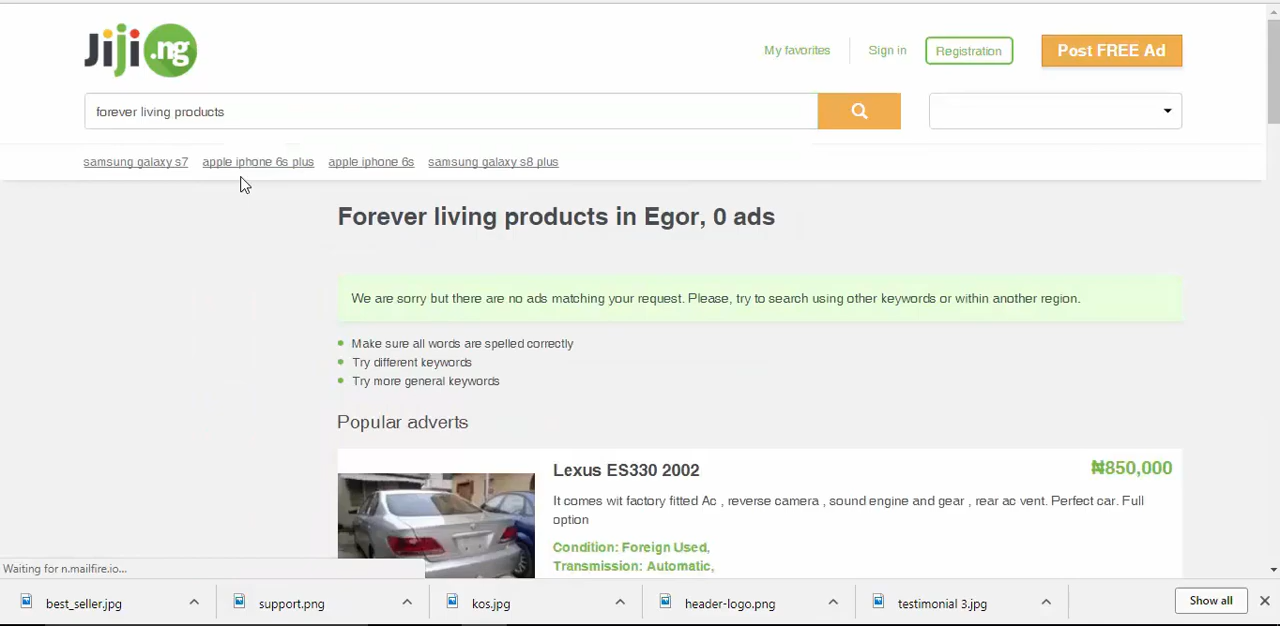 Jiji .ng
My favorites
Sign in
Registration
Post FREE Ad
forever living products
samsung galaxy s7
apple iphone 6s plus
apple iphone 6s
samsung galaxy s8 plus
Forever living products in Egor, 0 ads
We are sorry but there are no ads matching your request. Please, try to search using other keywords or within another region.
Make sure all words are spelled correctly
Try different keywords
Try more general keywords
Popular adverts
Lexus ES330 2002
₦850,000
It comes wit factory fitted Ac , reverse camera , sound engine and gear , rear ac vent. Perfect car. Full
option
Condition: Foreign Used,
Transmission: Automatic,
Waiting for n.mailfire.io...
best_seller.jpg
support.png
kos.jpg
header-logo.png
testimonial 3.jpg
Show all